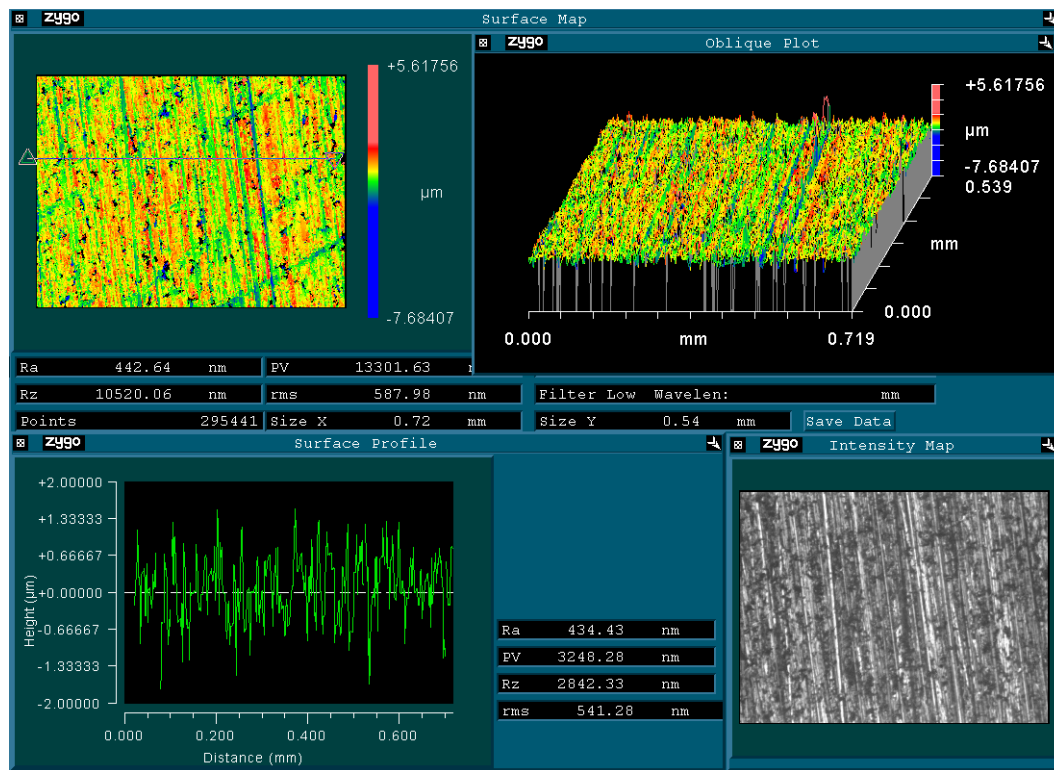 zygo Surface Map
+5.61756
µm
-7.68407
zygo Oblique Plot
+5.61756
µm
-7.68407
0.539
mm
0.000
0.000 mm 0.719
Ra 442.64 nm PV 13301.63
Rz 10520.06 nm rms 587.98 nm Filter Low Wavelen: mm
Points 295441 Size X 0.72 mm Size Y 0.54 mm Save Data
zygo Surface Profile
+2.00000
+1.33333
+0.66667
+0.00000
-0.66667
-1.33333
-2.00000
Height (µm)
0.000 0.200 0.400 0.600
Distance (mm)
Ra 434.43 nm
PV 3248.28 nm
Rz 2842.33 nm
rms 541.28 nm
zygo Intensity Map